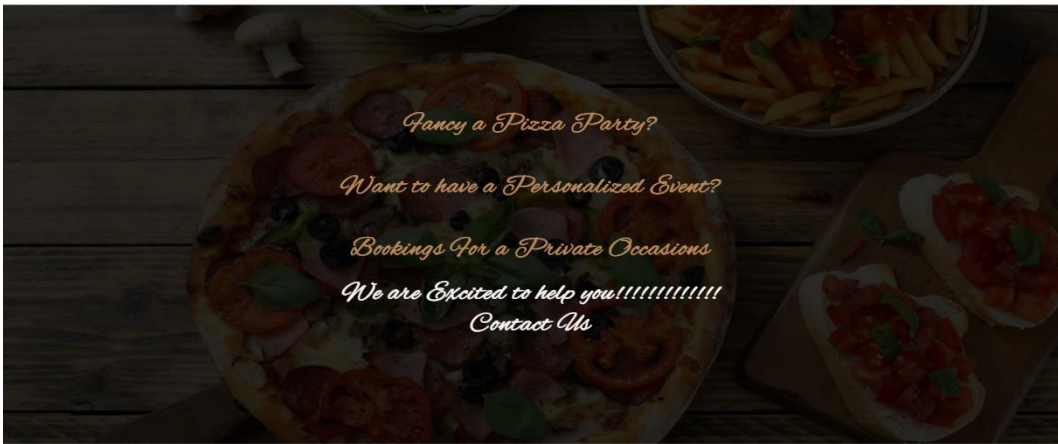 Fancy a Pizza Party?
Want to have a Personalized Event?
Bookings For a Private Occasions
We are Excited to help you!!!!!!!!!!!!!
Contact Us